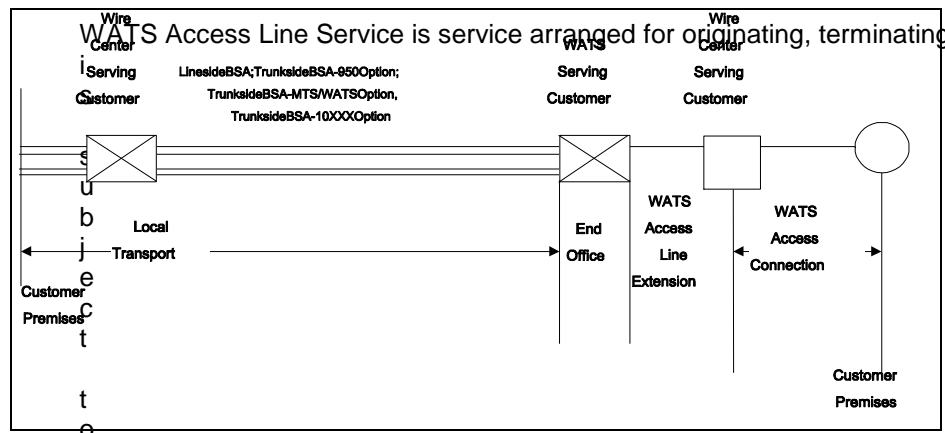 WATS Access Line Service is service arranged for originating, terminating
is subject to
Wire
Center
Serving
Customer
LinesideBSA;TrunksideBSA-950Option;
TrunksideBSA-MTS/WATSOption,
TrunksideBSA-10XXXOption
WATS
Serving
Customer
Wire
Center
Serving
Customer
Local
Transport
End
Office
WATS
Access
Line
Extension
WATS
Access
Connection
Customer
Premises
Customer
Premises